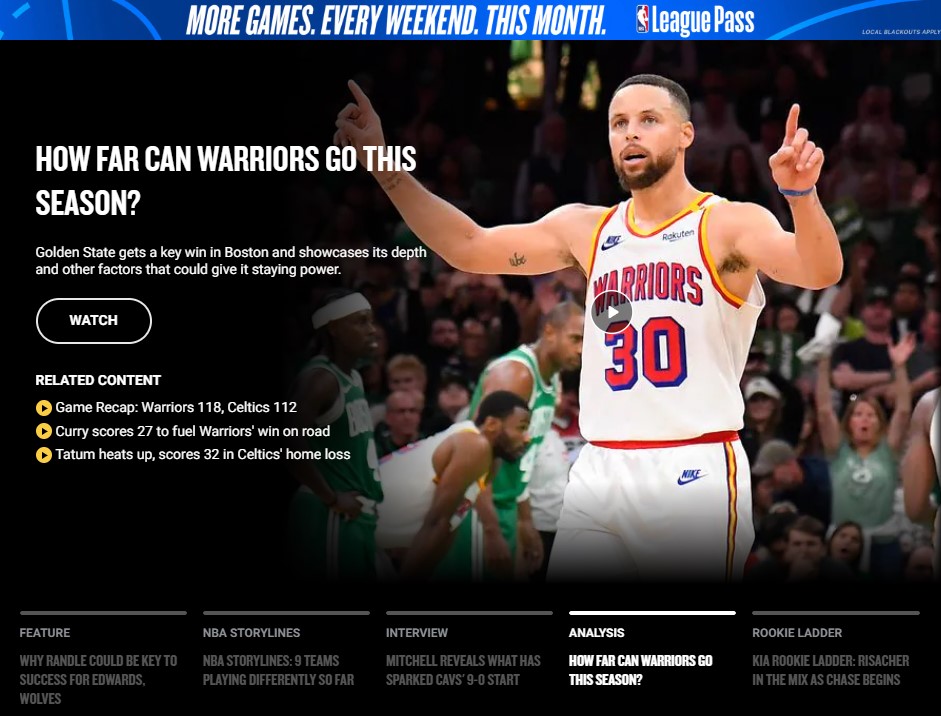 MORE GAMES. EVERY WEEKEND. THIS MONTH.
NBA League Pass
LOCAL BLACKOUTS APPLY
HOW FAR CAN WARRIORS GO THIS
SEASON?
Golden State gets a key win in Boston and showcases its depth
and other factors that could give it staying power.
WATCH
RELATED CONTENT
Game Recap: Warriors 118, Celtics 112
Curry scores 27 to fuel Warriors' win on road
Tatum heats up, scores 32 in Celtics' home loss
NIKE
Rakuten
WARRIORS
30
NIKE
FEATURE
WHY RANDLE COULD BE KEY TO
SUCCESS FOR EDWARDS,
WOLVES
NBA STORYLINES
NBA STORYLINES: 9 TEAMS
PLAYING DIFFERENTLY SO FAR
INTERVIEW
MITCHELL REVEALS WHAT HAS
SPARKED CAVS' 9-0 START
ANALYSIS
HOW FAR CAN WARRIORS GO
THIS SEASON?
ROOKIE LADDER
KIA ROOKIE LADDER: RISACHER
IN THE MIX AS CHASE BEGINS